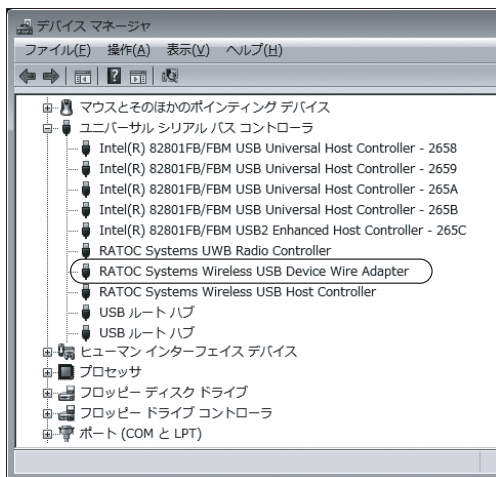 デバイス マネージャ
ファイル(F) 操作(A) 表示(V) ヘルプ(H)
マウスとそのほかのポインティング デバイス
ユニバーサル シリアル バス コントローラ
Intel(R) 82801FB/FBM USB Universal Host Controller - 2658
Intel(R) 82801FB/FBM USB Universal Host Controller - 2659
Intel(R) 82801FB/FBM USB Universal Host Controller - 265A
Intel(R) 82801FB/FBM USB Universal Host Controller - 265B
Intel(R) 82801FB/FBM USB2 Enhanced Host Controller - 265C
RATOC Systems UWB Radio Controller
RATOC Systems Wireless USB Device Wire Adapter
RATOC Systems Wireless USB Host Controller
USB ルート ハブ
USB ルート ハブ
ヒューマン インターフェイス デバイス
プロセッサ
フロッピー ディスク ドライブ
フロッピー ドライブ コントローラ
ポート (COM と LPT)